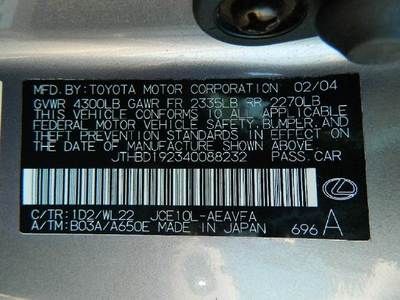 MFD. BY:TOYOTA MOTOR CORPORATION 02/04
GVWR 4300LB GAWR FR 2335LB RR 2270LB
THIS VEHICLE CONFORMS TO ALL APPLICABLE
FEDERAL MOTOR VEHICLE SAFETY,BUMPER,AND
THEFT PREVENTION STANDARDS IN EFFECT ON
THE DATE OF MANUFACTURE SHOWN ABOVE.
JTHBD192340088232 PASS.CAR
C/TR:1D2/WL22 JCE10L-AEAVFA
A/TM:B03A/A650E MADE IN JAPAN 696 A